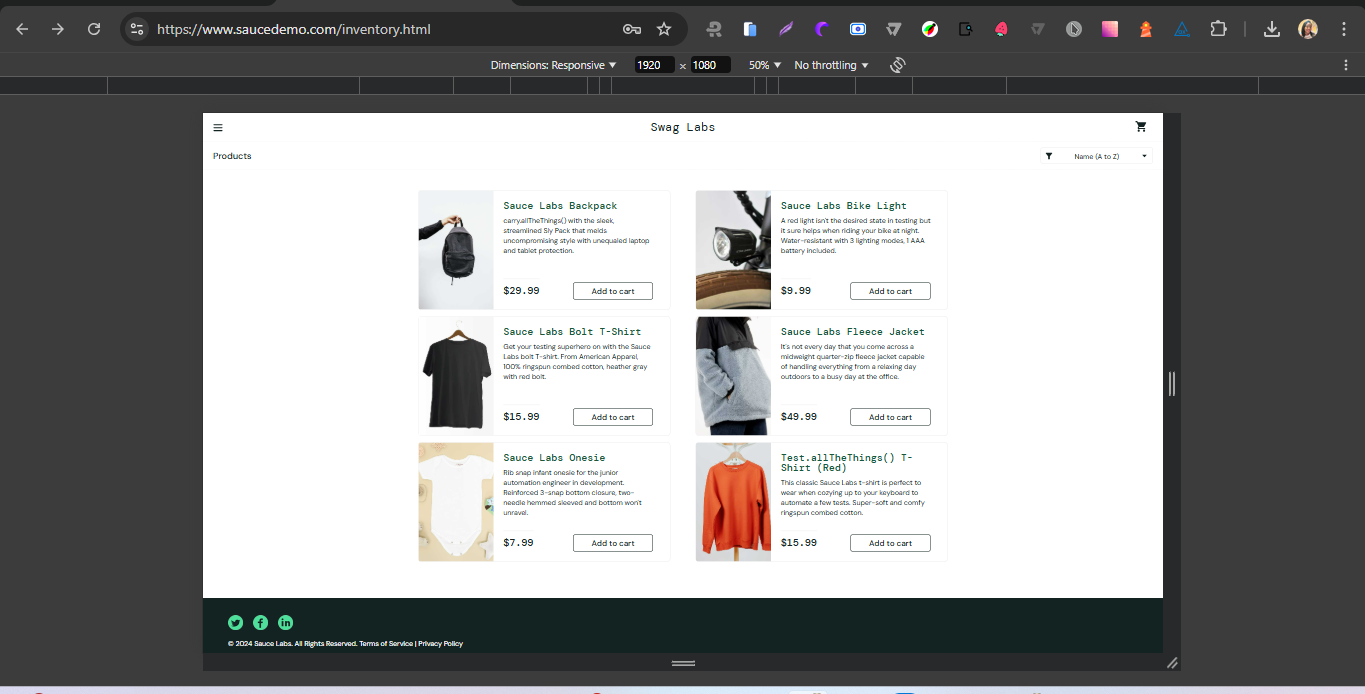 https://www.saucedemo.com/inventory.html
Dimensions: Responsive 1920 × 1080 50% No throttling
Swag Labs
Products
Name (A to Z)
Sauce Labs Backpack
carry.allTheThings() with the sleek,
streamlined Sly Pack that melds
uncompromising style with unequaled laptop
and tablet protection.
$29.99 Add to cart
Sauce Labs Bike Light
A red light isn't the desired state in testing but
it sure helps when riding your bike at night.
Water-resistant with 3 lighting modes, 1 AAA
battery included.
$9.99 Add to cart
Sauce Labs Bolt T-Shirt
Get your testing superhero on with the Sauce
Labs bolt T-shirt. From American Apparel,
100% ringspun combed cotton, heather gray
with red bolt.
$15.99 Add to cart
Sauce Labs Fleece Jacket
It's not every day that you come across a
midweight quarter-zip fleece jacket capable
of handling everything from a relaxing day
outdoors to a busy day at the office.
$49.99 Add to cart
Sauce Labs Onesie
Rib snap infant onesie for the junior
automation engineer in development.
Reinforced 3-snap bottom closure, two-
needle hemmed sleeved and bottom won't
unravel.
$7.99 Add to cart
Test.allTheThings() T-
Shirt (Red)
This classic Sauce Labs t-shirt is perfect to
wear when cozying up to your keyboard to
automate a few tests. Super-soft and comfy
ringspun combed cotton.
$15.99 Add to cart
© 2024 Sauce Labs. All Rights Reserved. Terms of Service | Privacy Policy